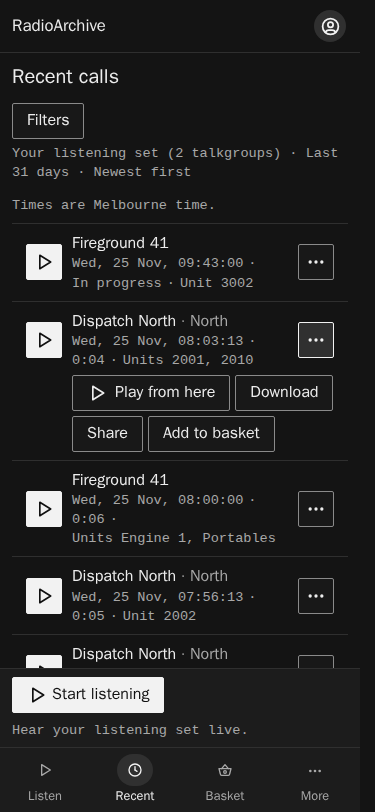 RadioArchive
Recent calls
Filters
Your listening set (2 talkgroups) · Last
31 days · Newest first
Times are Melbourne time.
Fireground 41
Wed, 25 Nov, 09:43:00 ·
In progress · Unit 3002
Dispatch North · North
Wed, 25 Nov, 08:03:13 ·
0:04 · Units 2001, 2010
Play from here
Download
Share
Add to basket
Fireground 41
Wed, 25 Nov, 08:00:00 ·
0:06 ·
Units Engine 1, Portables
Dispatch North · North
Wed, 25 Nov, 07:56:13 ·
0:05 · Unit 2002
Dispatch North · North
Start listening
Hear your listening set live.
Listen
Recent
Basket
More